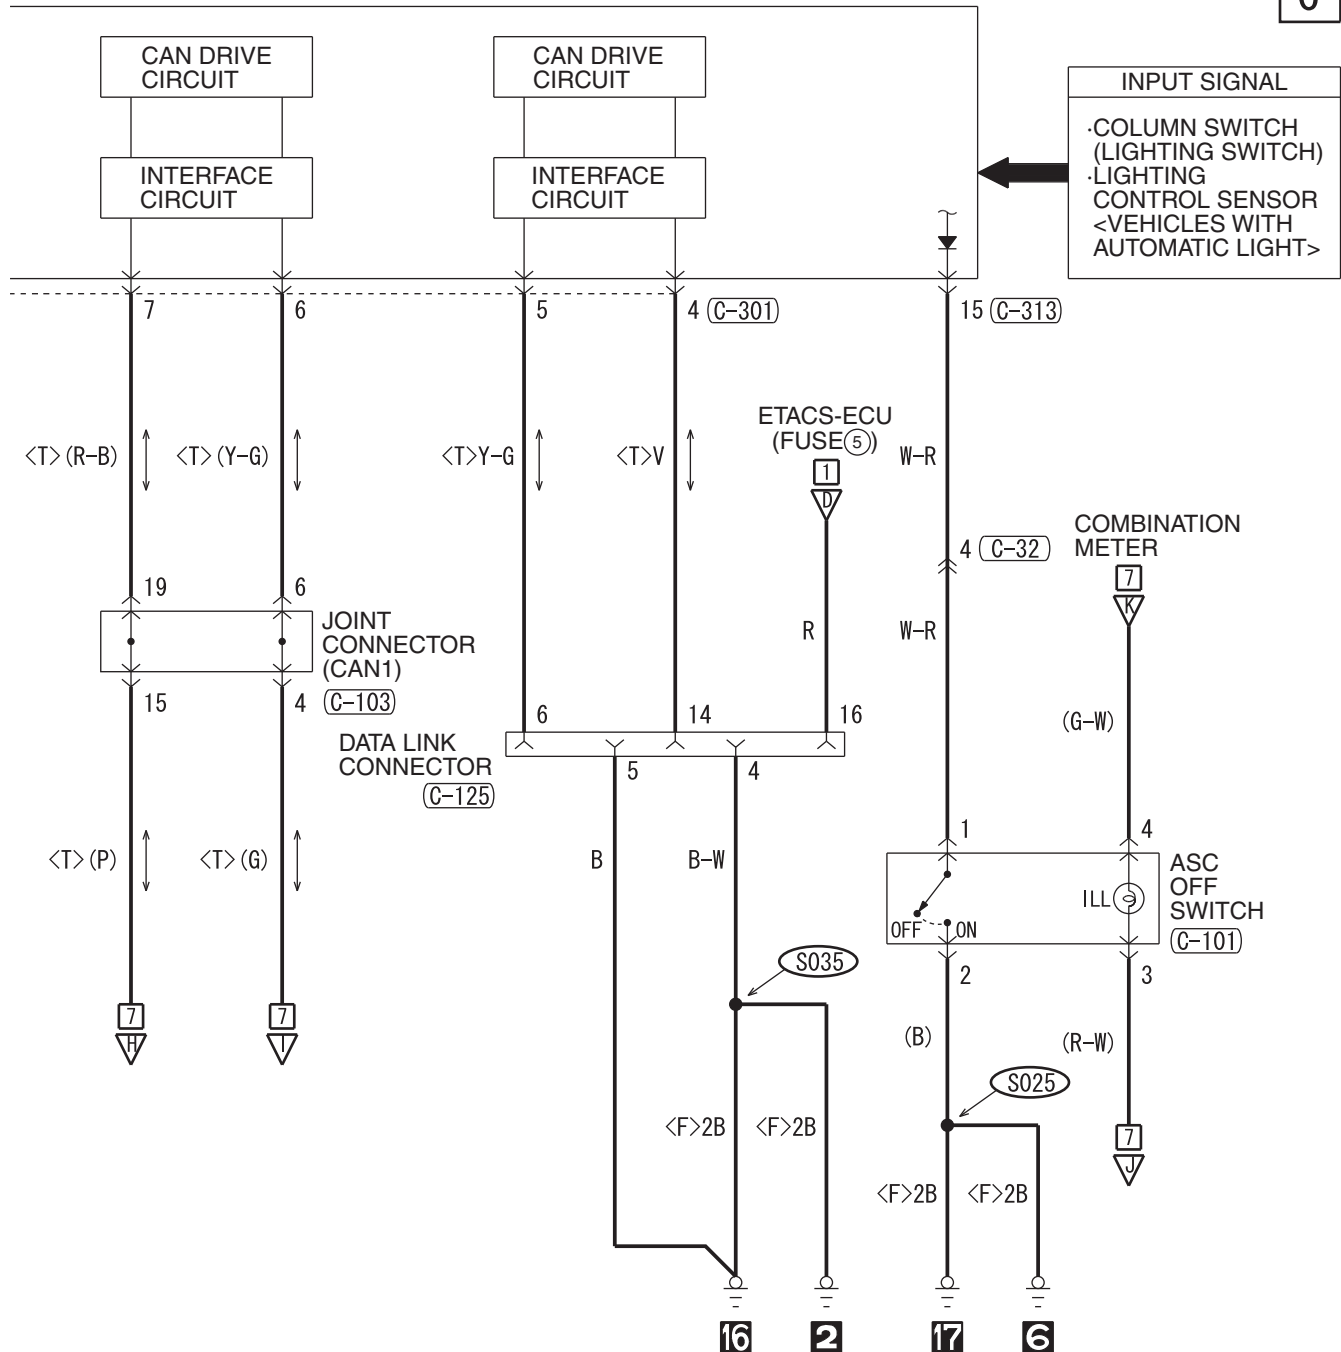 6
CAN DRIVE
CIRCUIT
CAN DRIVE
CIRCUIT
INPUT SIGNAL
·COLUMN SWITCH
(LIGHTING SWITCH)
·LIGHTING
CONTROL SENSOR
<VEHICLES WITH
AUTOMATIC LIGHT>
INTERFACE
CIRCUIT
INTERFACE
CIRCUIT
7
6
5
4 (C-301)
15 (C-313)
ETACS-ECU
(FUSE⑤)
1
D
<T>(R-B)
<T>(Y-G)
<T>Y-G
<T>V
W-R
4 (C-32)
COMBINATION
METER
7
K
19
6
JOINT
CONNECTOR
(CAN1)
(C-103)
R
W-R
15
4
6
14
16
(G-W)
DATA LINK
CONNECTOR
(C-125)
5
4
1
4
<T>(P)
<T>(G)
B
B-W
ILL
OFF
ON
ASC
OFF
SWITCH
(C-101)
S035
2
3
7
H
7
I
(B)
(R-W)
S025
<F>2B
<F>2B
7
J
<F>2B
<F>2B
16
2
17
6